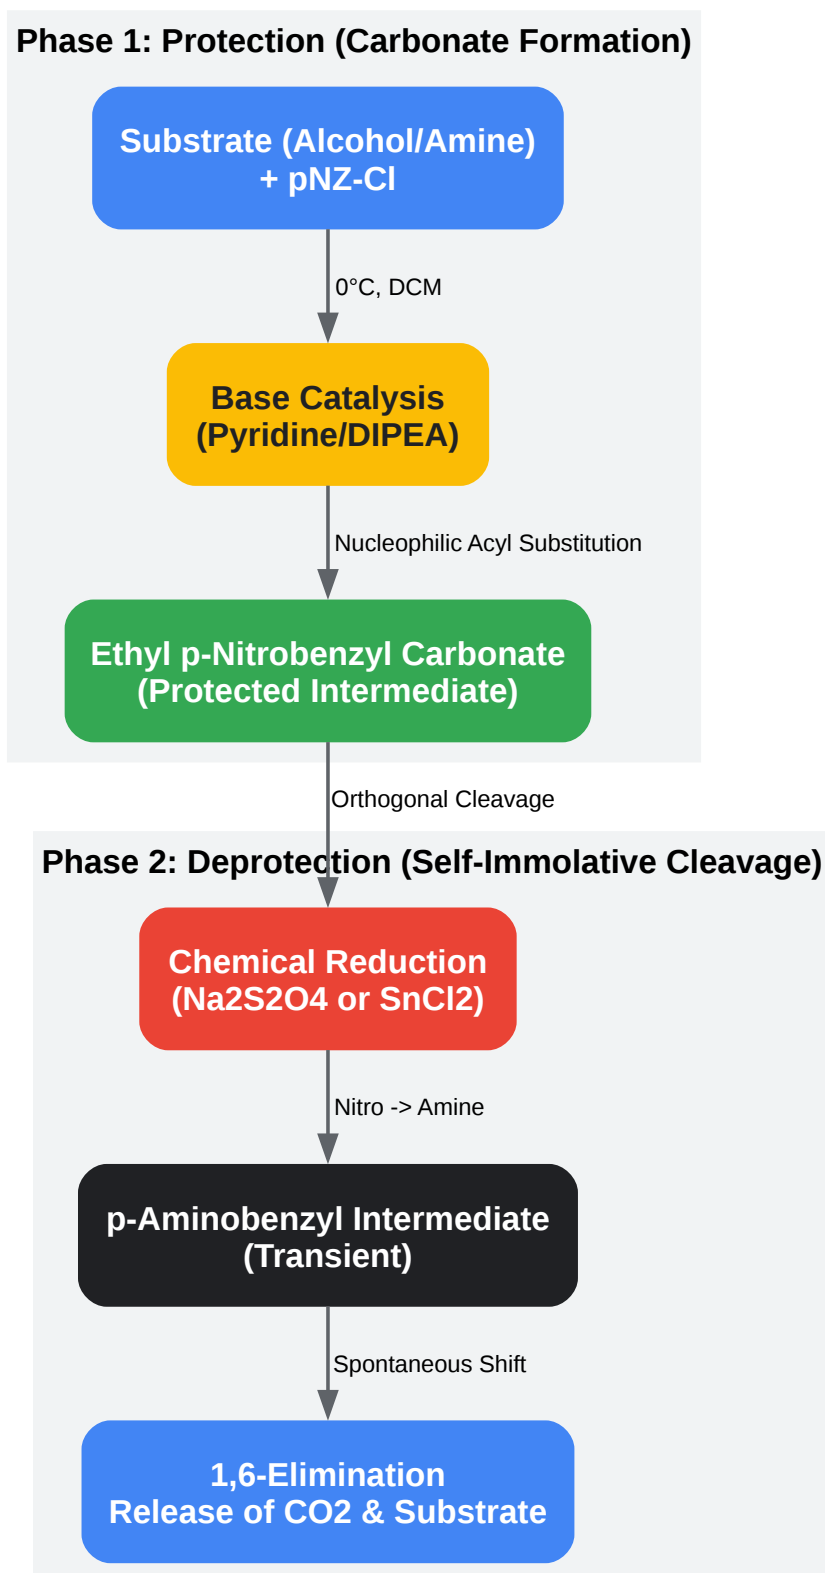 Phase 1: Protection (Carbonate Formation)
Substrate (Alcohol/Amine)
+ pNZ-Cl
0°C, DCM
Base Catalysis
(Pyridine/DIPEA)
Nucleophilic Acyl Substitution
Ethyl p-Nitrobenzyl Carbonate
(Protected Intermediate)
Orthogonal Cleavage
Phase 2: Deprotection (Self-Immolative Cleavage)
Chemical Reduction
(Na2S2O4 or SnCl2)
Nitro -> Amine
p-Aminobenzyl Intermediate
(Transient)
Spontaneous Shift
1,6-Elimination
Release of CO2 & Substrate